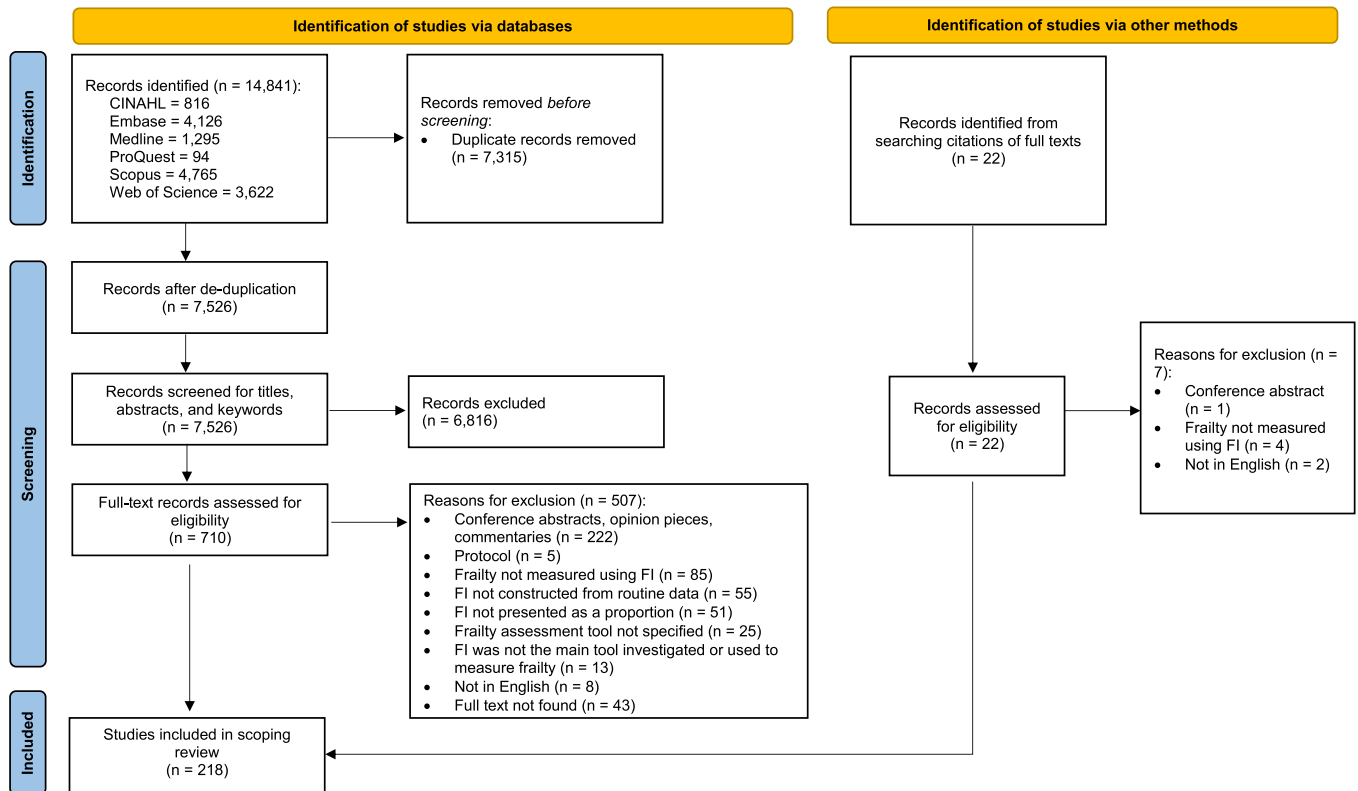 Identification of studies via databases
Identification of studies via other methods
Identification
Records identified (n = 14,841):
CINAHL = 816
Embase = 4,126
Medline = 1,295
ProQuest = 94
Scopus = 4,765
Web of Science = 3,622
Records removed before
screening:
• Duplicate records removed
(n = 7,315)
Records identified from
searching citations of full texts
(n = 22)
Screening
Records after de-duplication
(n = 7,526)
Records screened for titles,
abstracts, and keywords
(n = 7,526)
Records excluded
(n = 6,816)
Full-text records assessed for
eligibility
(n = 710)
Reasons for exclusion (n = 507):
• Conference abstracts, opinion pieces,
commentaries (n = 222)
• Protocol (n = 5)
• Frailty not measured using FI (n = 85)
• FI not constructed from routine data (n = 55)
• FI not presented as a proportion (n = 51)
• Frailty assessment tool not specified (n = 25)
• FI was not the main tool investigated or used to
measure frailty (n = 13)
• Not in English (n = 8)
• Full text not found (n = 43)
Records assessed
for eligibility
(n = 22)
Reasons for exclusion (n =
7):
• Conference abstract
(n = 1)
• Frailty not measured
using FI (n = 4)
• Not in English (n = 2)
Included
Studies included in scoping
review
(n = 218)